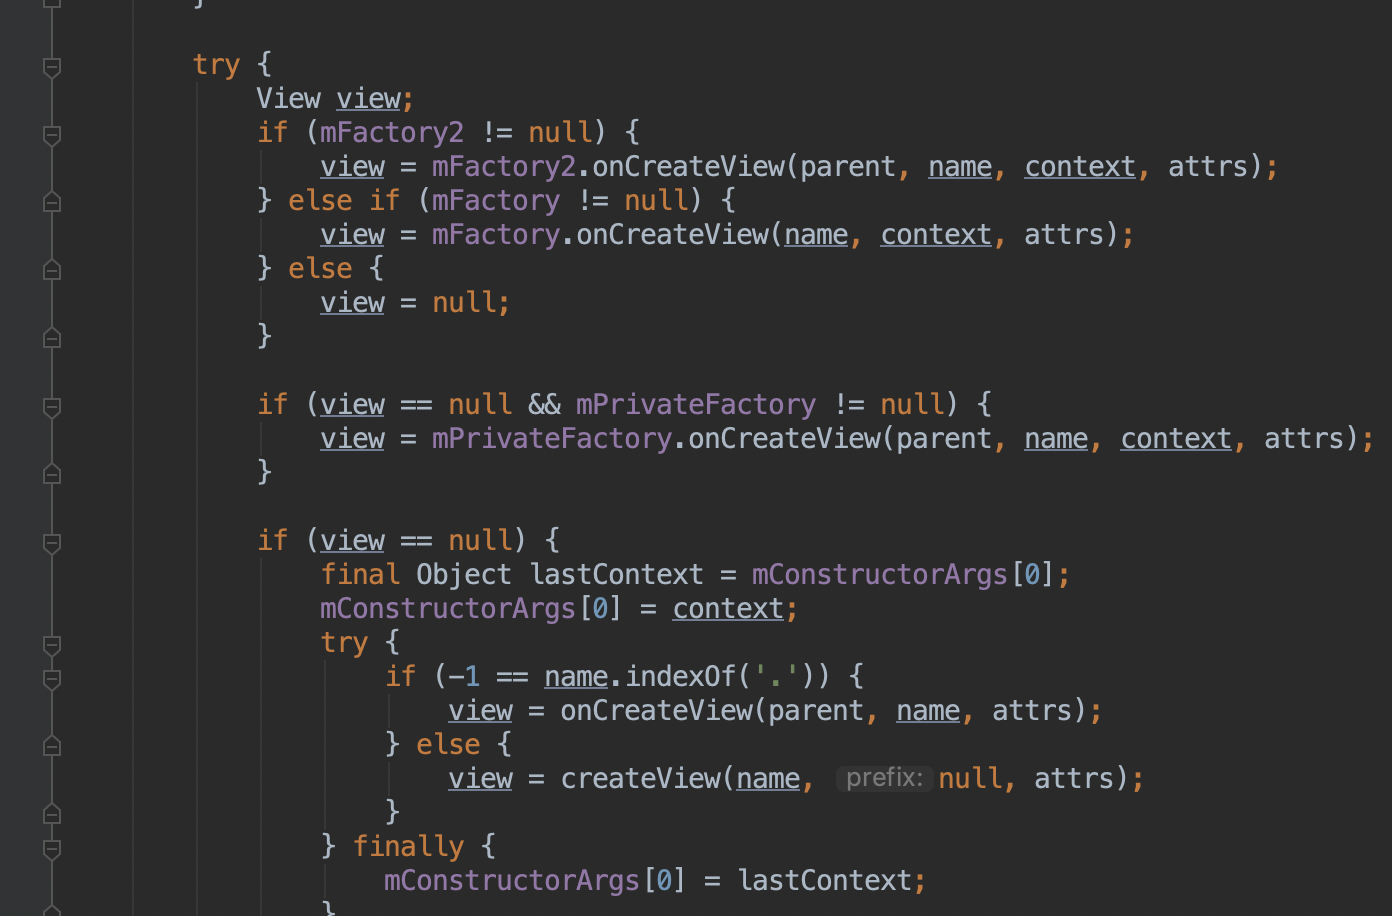 }
try {
View view;
if (mFactory2 != null) {
view = mFactory2.onCreateView(parent, name, context, attrs);
} else if (mFactory != null) {
view = mFactory.onCreateView(name, context, attrs);
} else {
view = null;
}
if (view == null && mPrivateFactory != null) {
view = mPrivateFactory.onCreateView(parent, name, context, attrs);
}
if (view == null) {
final Object lastContext = mConstructorArgs[0];
mConstructorArgs[0] = context;
try {
if (-1 == name.indexOf('.')) {
view = onCreateView(parent, name, attrs);
} else {
view = createView(name, prefix: null, attrs);
}
} finally {
mConstructorArgs[0] = lastContext;
}